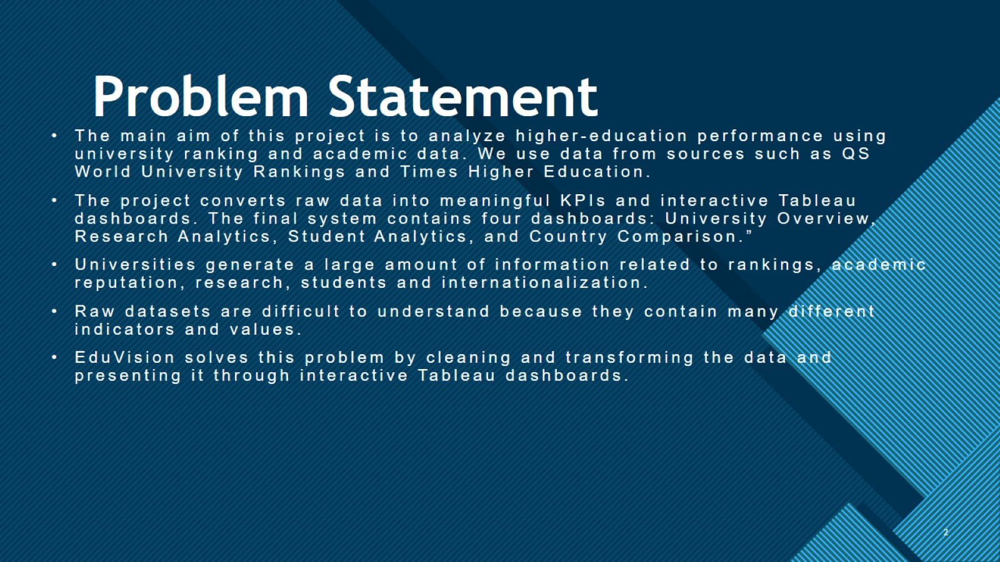 Problem Statement
• The main aim of this project is to analyze higher-education performance using
university ranking and academic data. We use data from sources such as QS
World University Rankings and Times Higher Education.
• The project converts raw data into meaningful KPIs and interactive Tableau
dashboards. The final system contains four dashboards: University Overview,
Research Analytics, Student Analytics, and Country Comparison.”
• Universities generate a large amount of information related to rankings, academic
reputation, research, students and internationalization.
• Raw datasets are difficult to understand because they contain many different
indicators and values.
• EduVision solves this problem by cleaning and transforming the data and
presenting it through interactive Tableau dashboards.
2